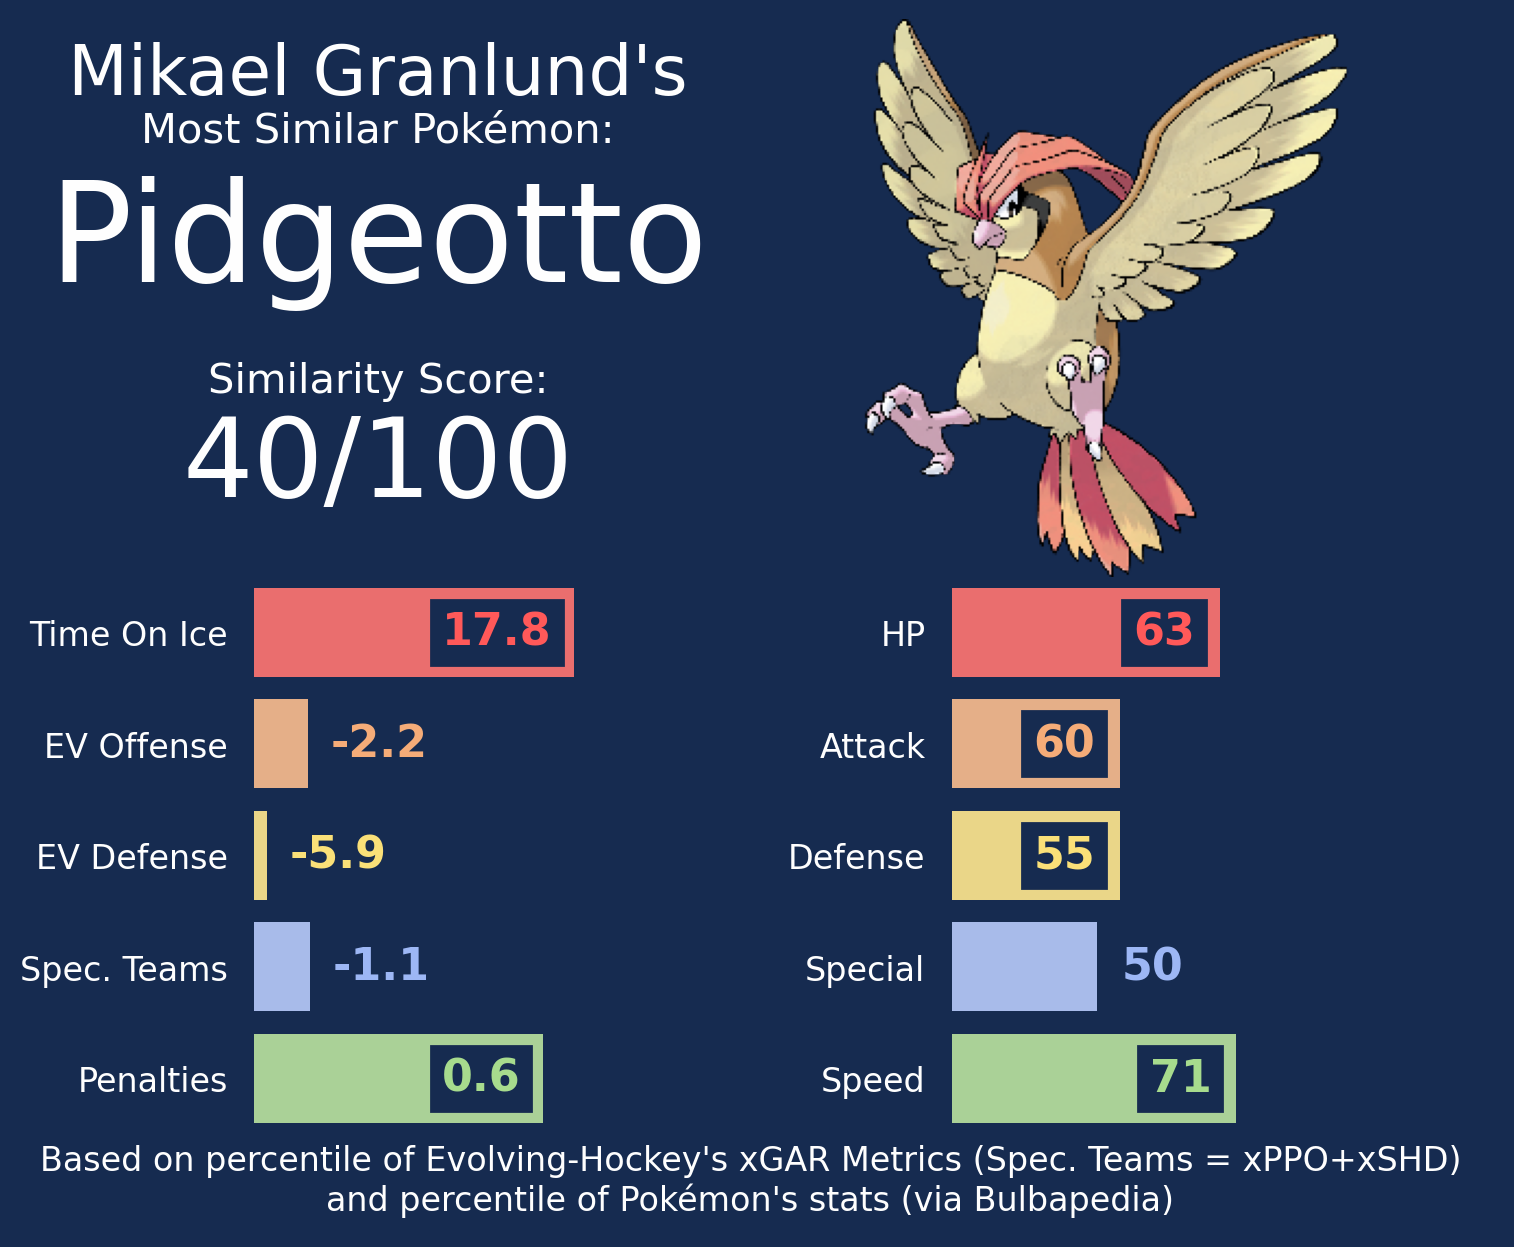 Mikael Granlund's
Most Similar Pokémon:
Pidgeotto
Similarity Score:
40/100
Time On Ice 17.8
EV Offense -2.2
EV Defense -5.9
Spec. Teams -1.1
Penalties 0.6
HP 63
Attack 60
Defense 55
Special 50
Speed 71
Based on percentile of Evolving-Hockey's xGAR Metrics (Spec. Teams = xPPO+xSHD)
and percentile of Pokémon's stats (via Bulbapedia)